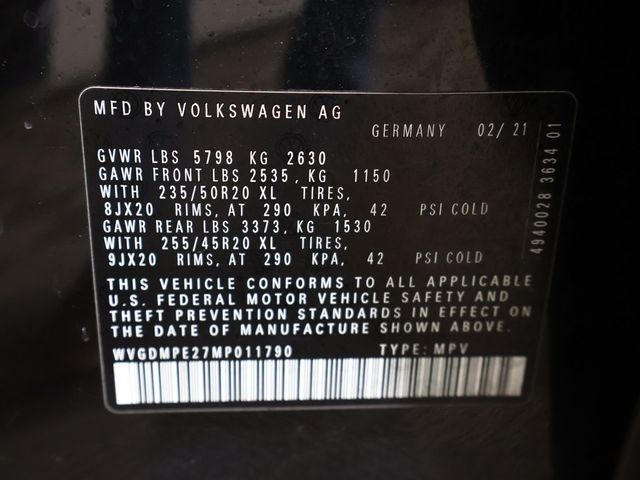 MFD BY VOLKSWAGEN AG
GERMANY 02/ 21
GVWR LBS 5798 KG 2630
GAWR FRONT LBS 2535, KG 1150
WITH 235/50R20 XL TIRES,
8JX20 RIMS, AT 290 KPA, 42 PSI COLD
GAWR REAR LBS 3373, KG 1530
WITH 255/45R20 XL TIRES,
9JX20 RIMS, AT 290 KPA, 42 PSI COLD
THIS VEHICLE CONFORMS TO ALL APPLICABLE
U.S. FEDERAL MOTOR VEHICLE SAFETY AND
THEFT PREVENTION STANDARDS IN EFFECT ON
THE DATE OF MANUFACTURE SHOWN ABOVE.
WVGDMPE27MP011790 TYPE: MPV
4940028 3634 01